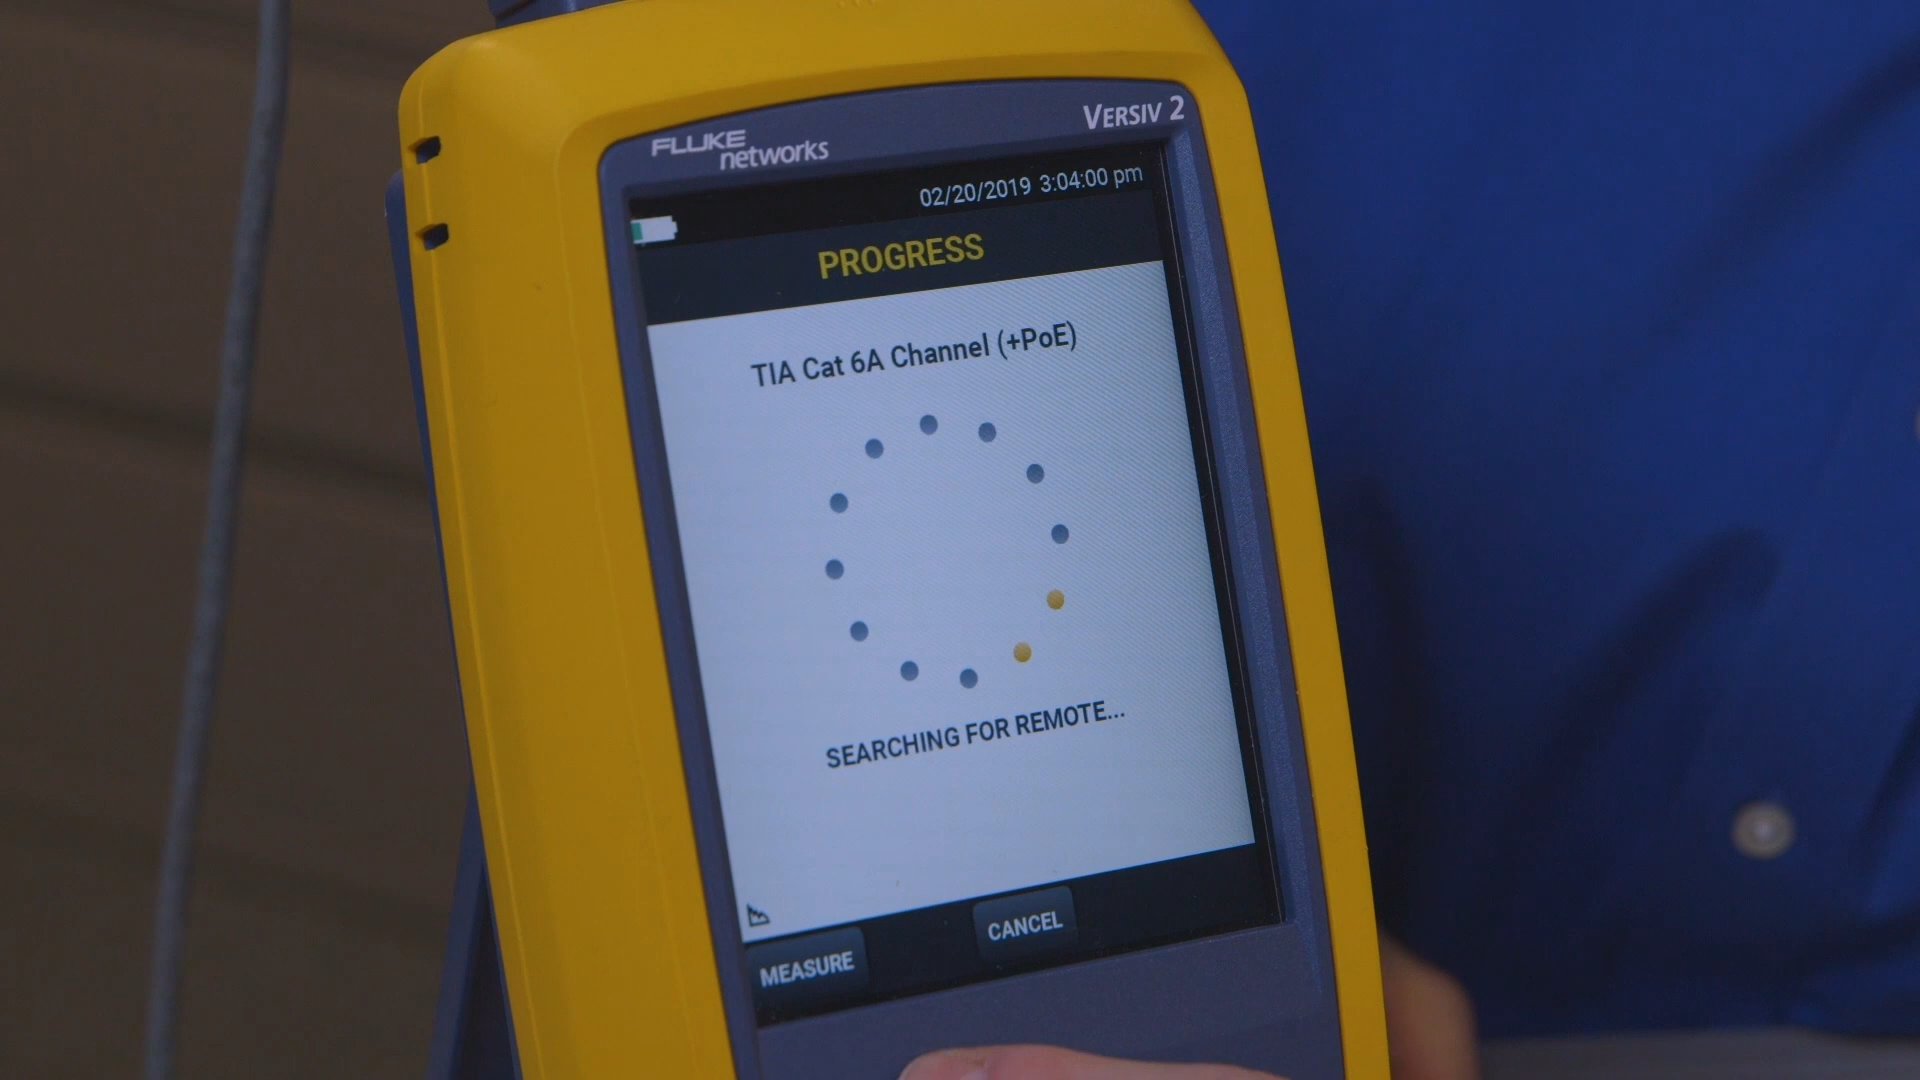 FLUKE
networks
VERSIV 2
02/20/2019 3:04:00 pm
PROGRESS
TIA Cat 6A Channel (+PoE)
SEARCHING FOR REMOTE...
MEASURE
CANCEL